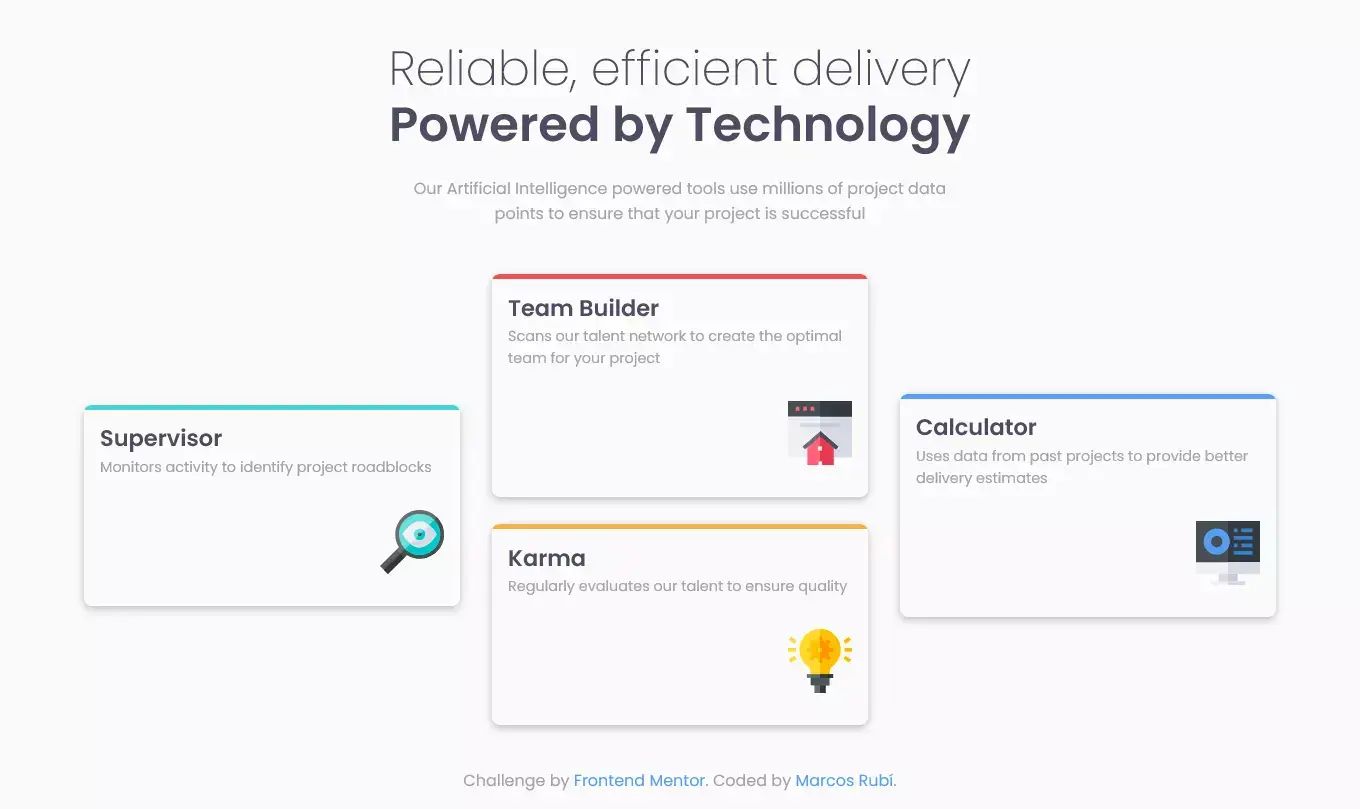 Reliable, efficient delivery
Powered by Technology
Our Artificial Intelligence powered tools use millions of project data
points to ensure that your project is successful
Supervisor
Monitors activity to identify project roadblocks
Team Builder
Scans our talent network to create the optimal
team for your project
Karma
Regularly evaluates our talent to ensure quality
Calculator
Uses data from past projects to provide better
delivery estimates
Challenge by Frontend Mentor. Coded by Marcos Rubí.